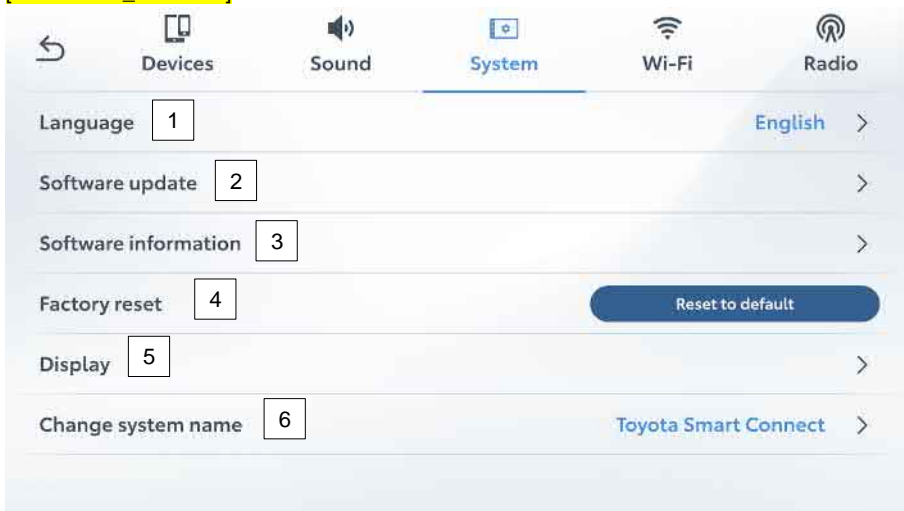 Devices
Sound
System
Wi-Fi
Radio
Language 1 English
Software update 2
Software information 3
Factory reset 4 Reset to default
Display 5
Change system name 6 Toyota Smart Connect